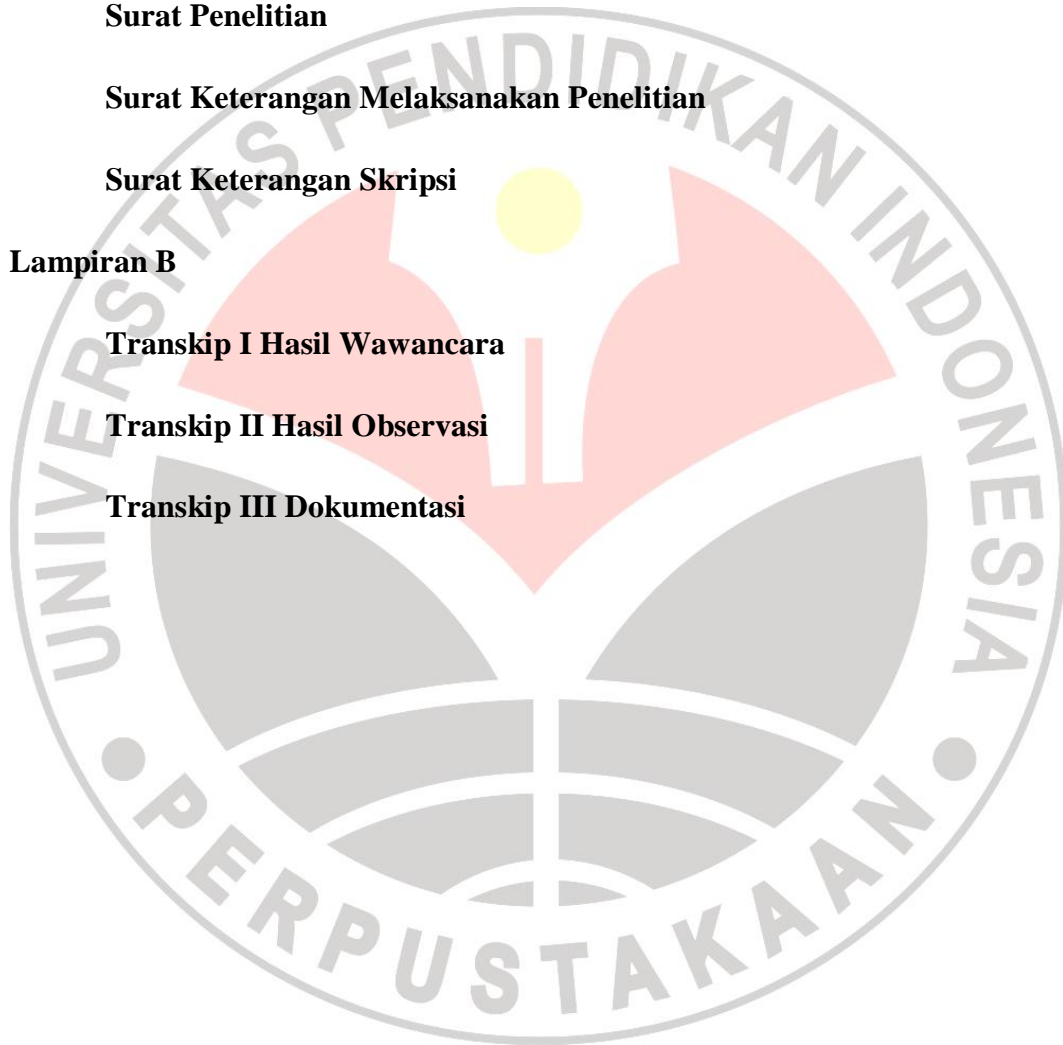 Surat Penelitian
Surat Keterangan Melaksanakan Penelitian
Surat Keterangan Skripsi
Lampiran B
Transkip I Hasil Wawancara
Transkip II Hasil Observasi
Transkip III Dokumentasi
UNIVERSITAS PENDIDIKAN INDONESIA
PERPUSTAKAAN